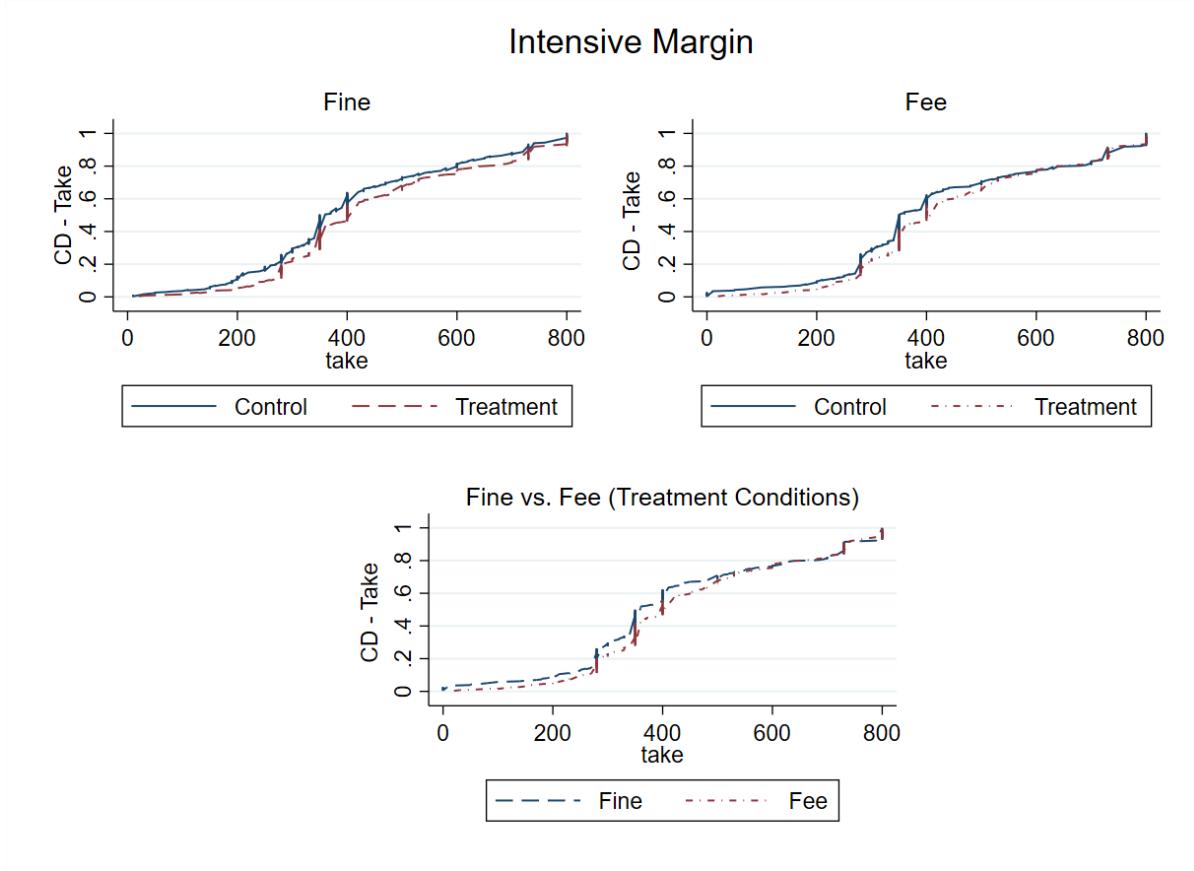 Intensive Margin
Fine
CD - Take
0 .2 .4 .6 .8 1
0 200 400 600 800
take
Control Treatment
Fee
CD - Take
0 .2 .4 .6 .8 1
0 200 400 600 800
take
Control Treatment
Fine vs. Fee (Treatment Conditions)
CD - Take
0 .2 .4 .6 .8 1
0 200 400 600 800
take
Fine Fee